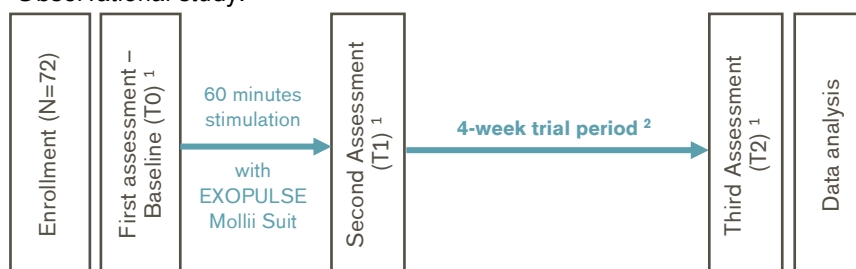 Observational study:
Enrollment (N=72)
First assessment –
Baseline (T0) ¹
60 minutes
stimulation
with
EXOPULSE
Mollii Suit
Second Assessment
(T1) ¹
4-week trial period ²
Third Assessment
(T2) ¹
Data analysis